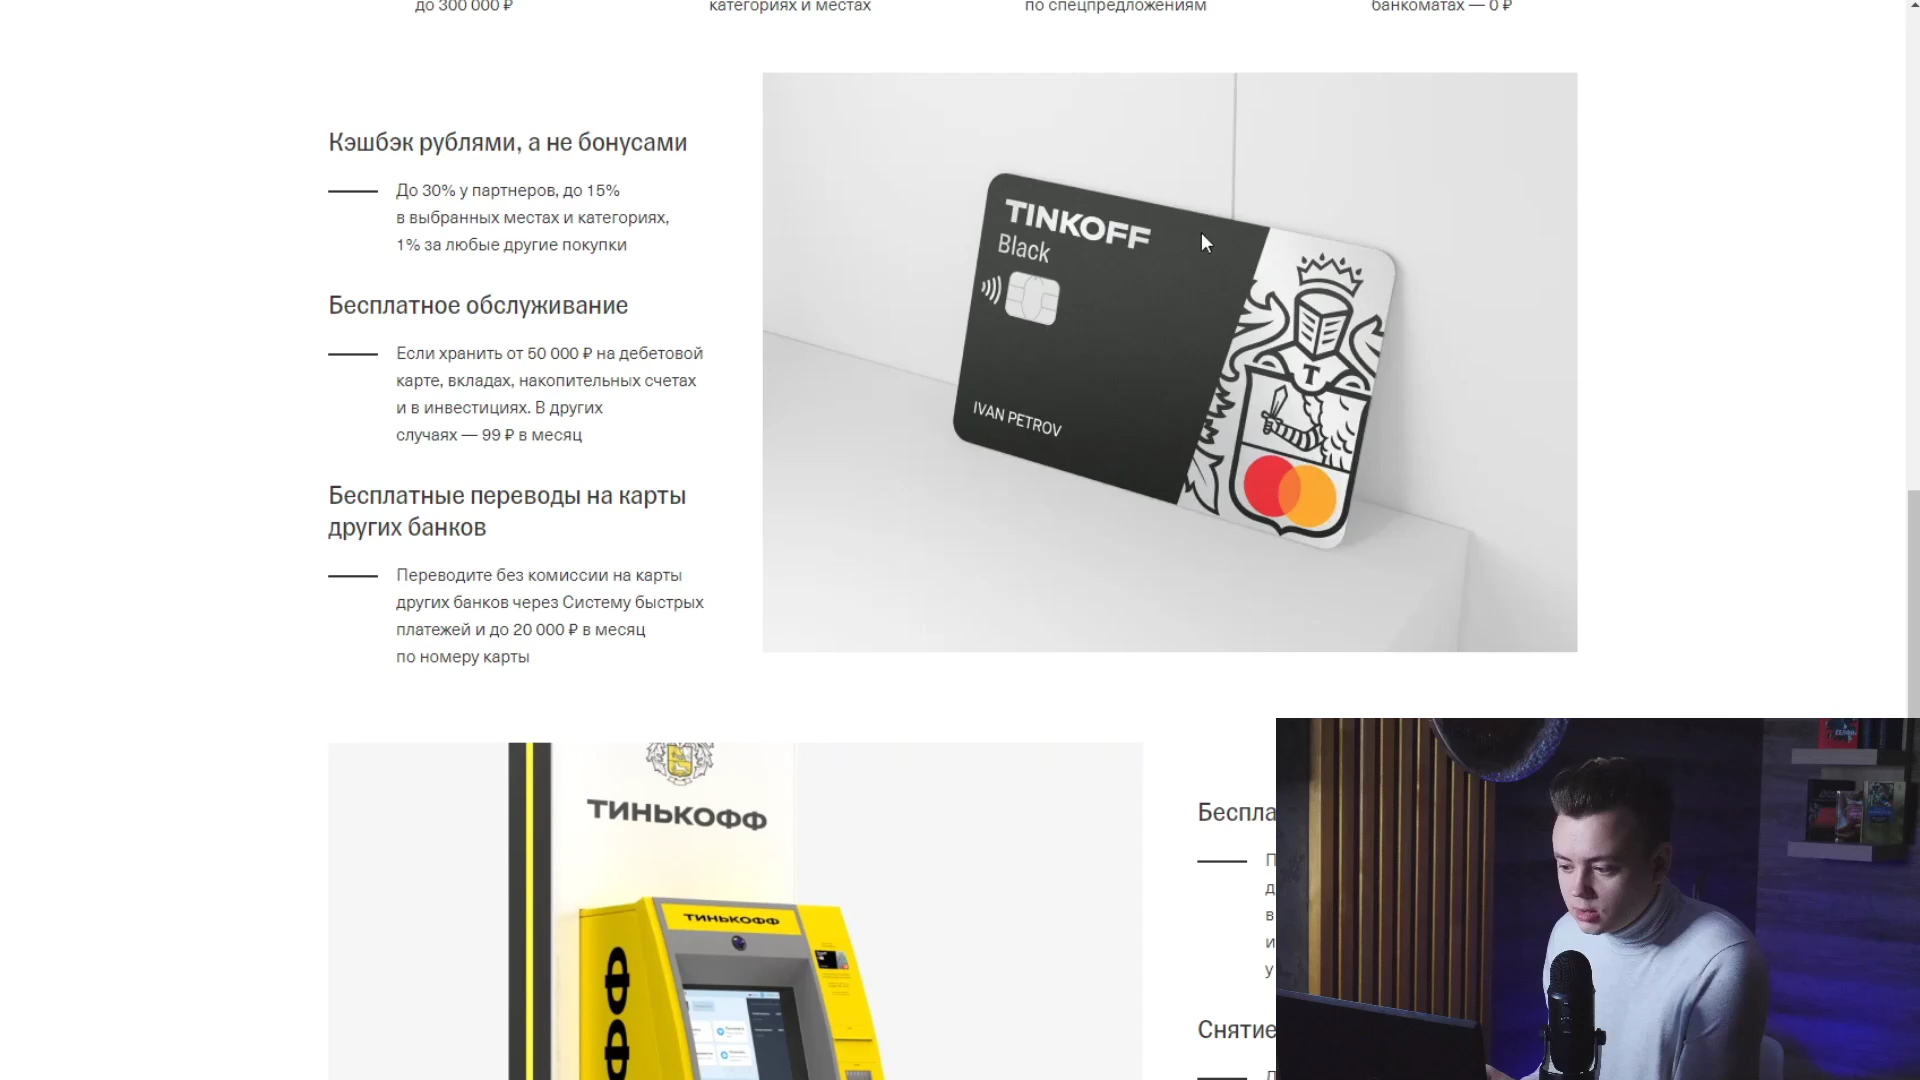 до 300 000 ₽
категориях и местах
по спецпредложениям
банкоматах — 0 ₽
Кэшбэк рублями, а не бонусами
До 30% у партнеров, до 15%
в выбранных местах и категориях,
1% за любые другие покупки
Бесплатное обслуживание
Если хранить от 50 000 ₽ на дебетовой
карте, вкладах, накопительных счетах
и в инвестициях. В других
случаях — 99 ₽ в месяц
Бесплатные переводы на карты
других банков
Переводите без комиссии на карты
других банков через Систему быстрых
платежей и до 20 000 ₽ в месяц
по номеру карты
TINKOFF
Black
IVAN PETROV
T
ТИНЬКОФФ
ТИНЬКОФФ
ФФ
Беспла
П
д
в
и
у
Снятие